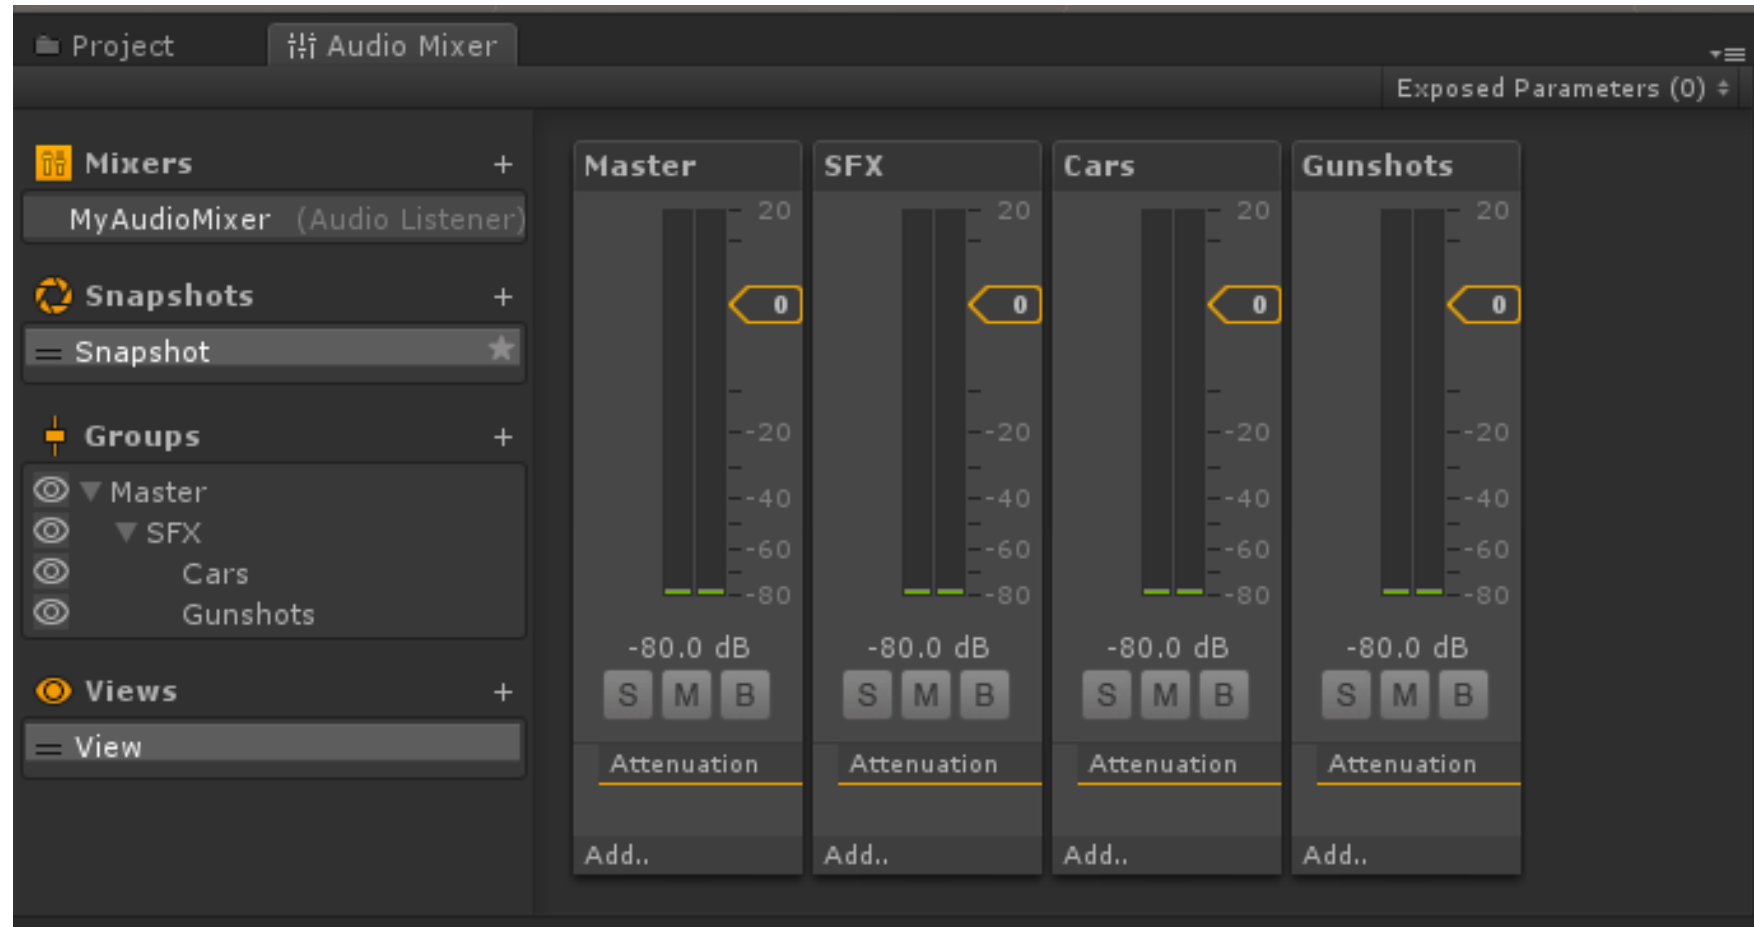 Project
Audio Mixer
Exposed Parameters (0)
Mixers +
MyAudioMixer (Audio Listener)
Snapshots +
Snapshot
Groups +
Master
SFX
Cars
Gunshots
Views +
View
Master
20
0
-20
-40
-60
-80
-80.0 dB
S M B
Attenuation
Add..
SFX
20
0
-20
-40
-60
-80
-80.0 dB
S M B
Attenuation
Add..
Cars
20
0
-20
-40
-60
-80
-80.0 dB
S M B
Attenuation
Add..
Gunshots
20
0
-20
-40
-60
-80
-80.0 dB
S M B
Attenuation
Add..